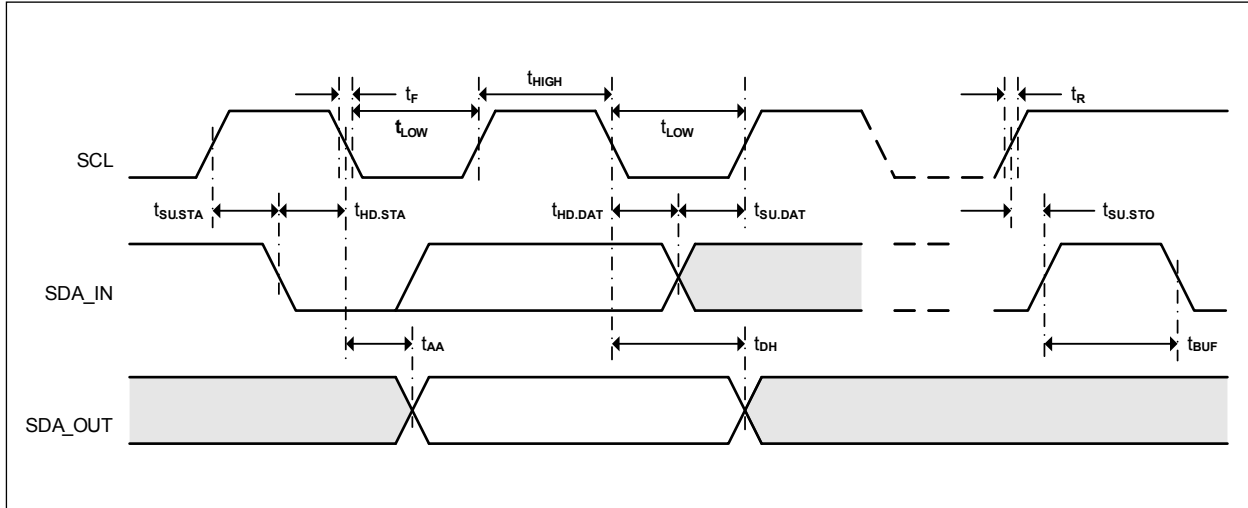 tHIGH
tF
tR
tLOW
tLOW
SCL
tSU.STA
tHD.STA
tHD.DAT
tSU.DAT
tSU.STO
SDA_IN
tAA
tDH
tBUF
SDA_OUT